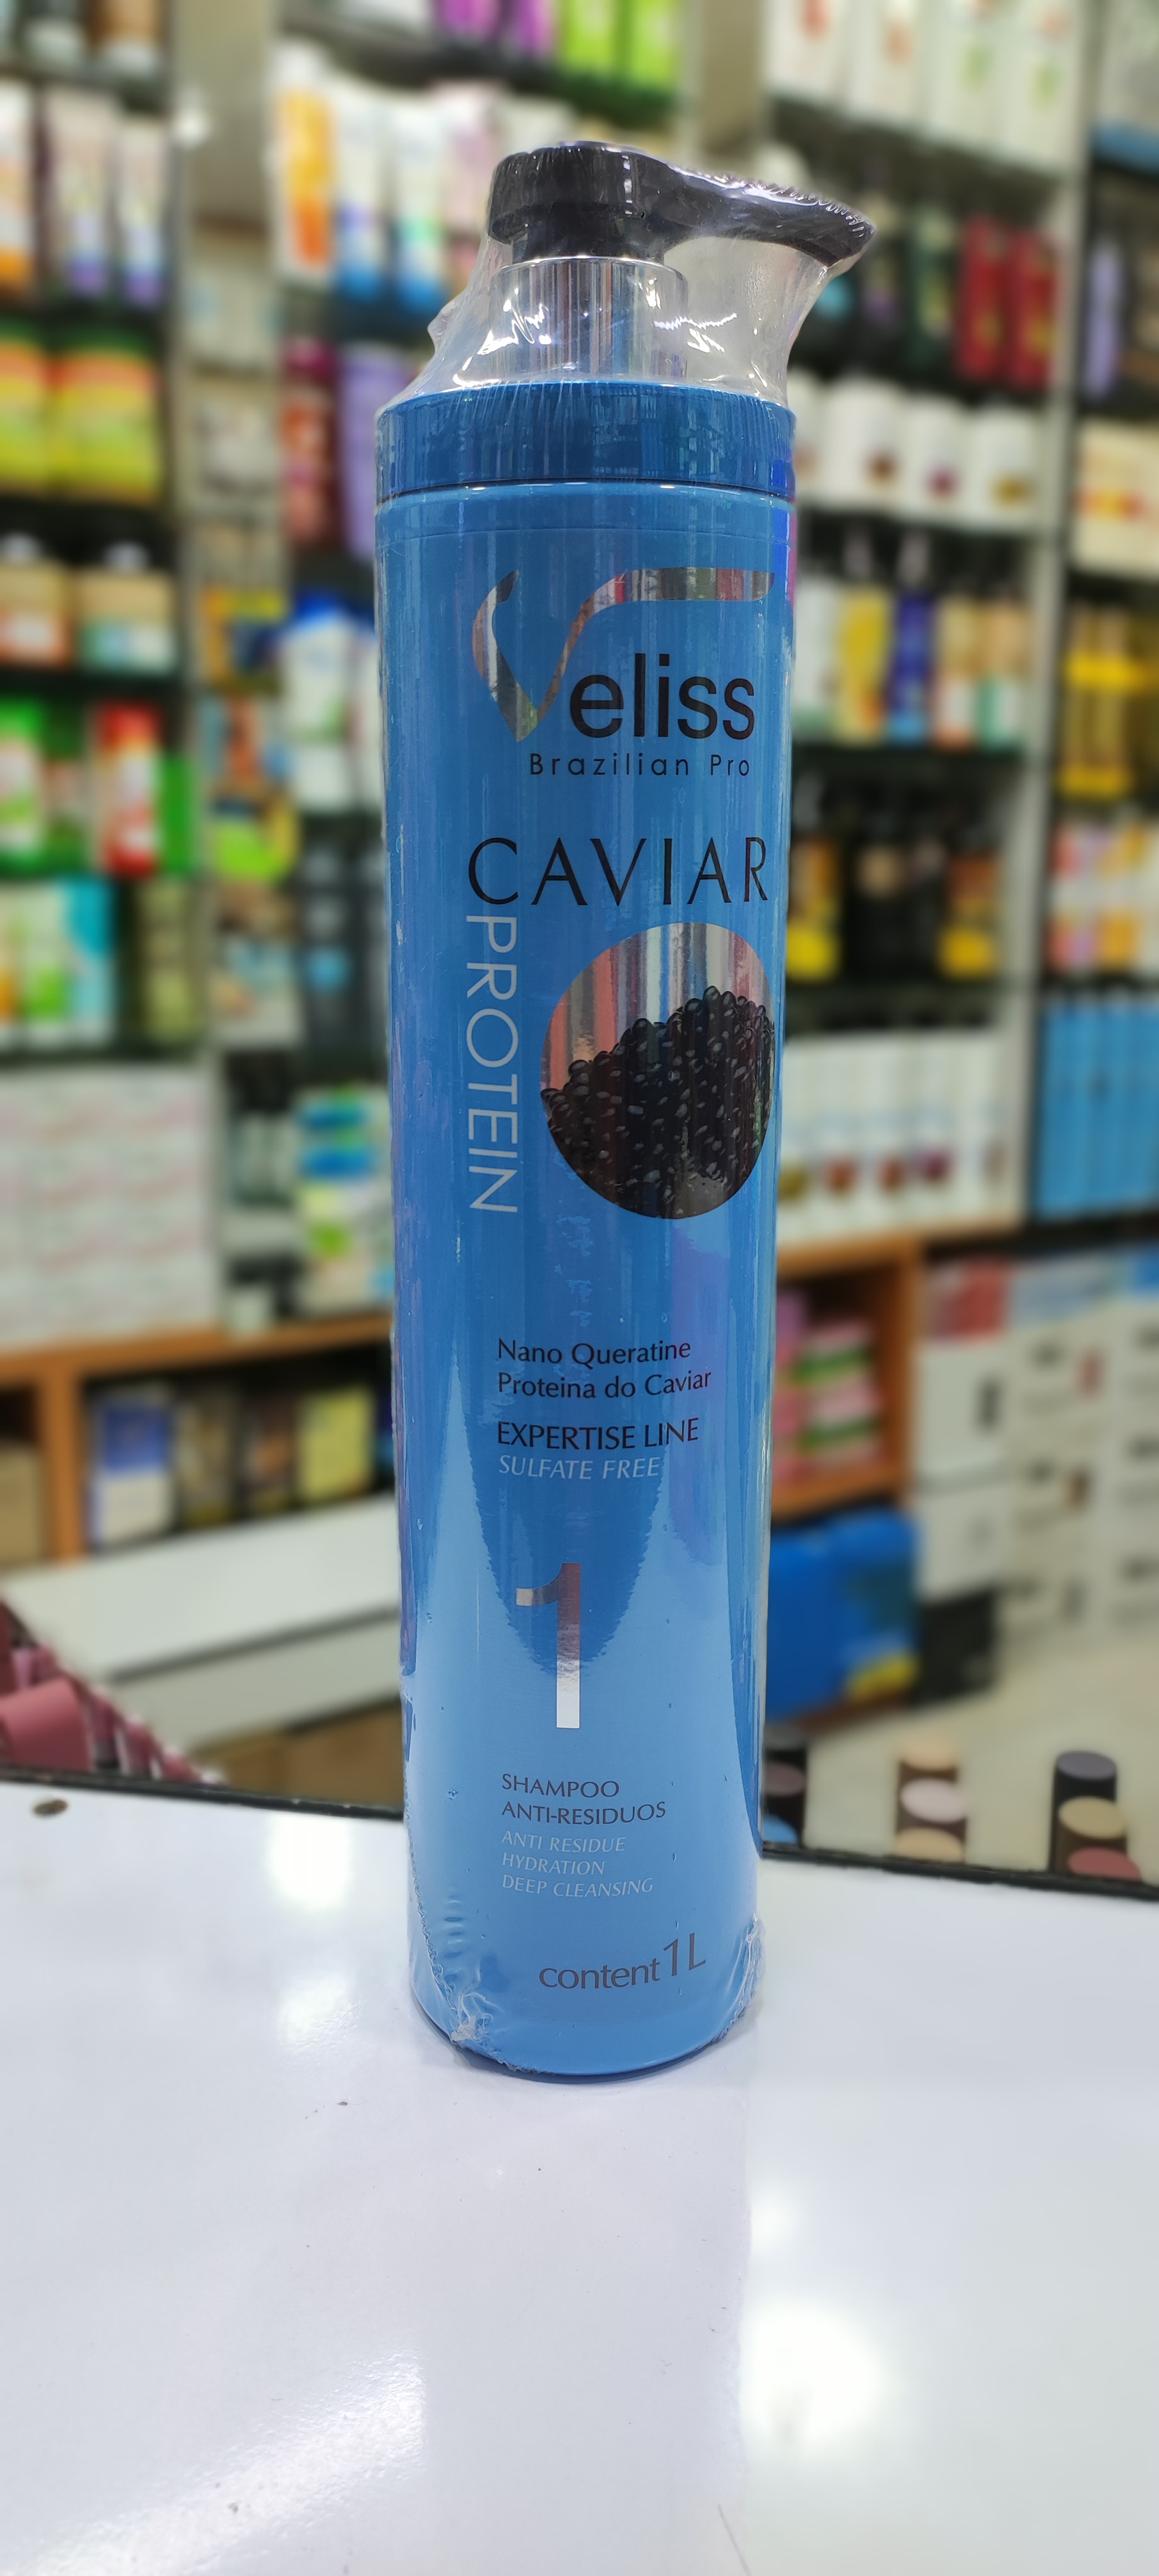 Veliss
Brazilian Pro
CAVIAR
PROTEIN
Nano Queratine
Proteina do Caviar
EXPERTISE LINE
SULFATE FREE
1
SHAMPOO
ANTI-RESIDUOS
ANTI RESIDUE
HYDRATION
DEEP CLEANSING
content 1L